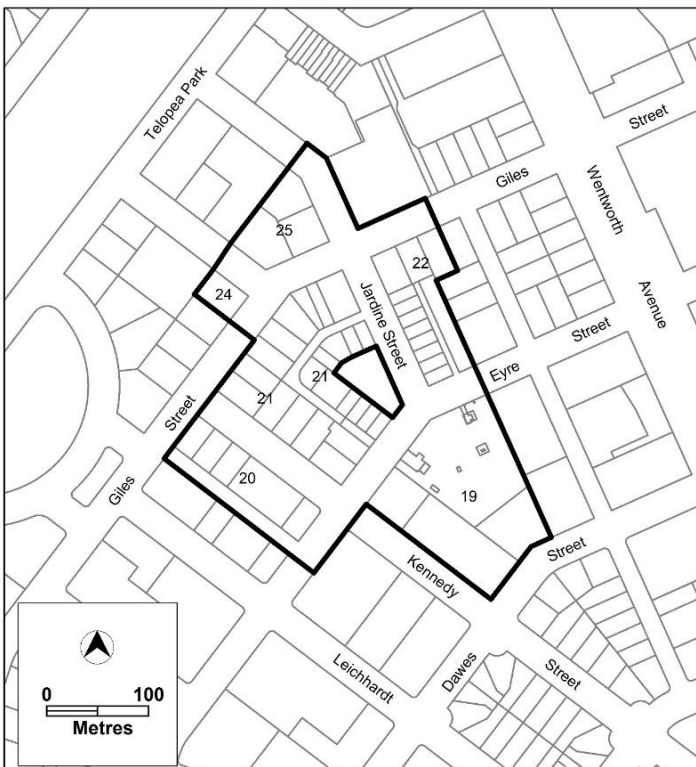 Telopea Park
Street
Giles
Wentworth
Avenue
25
22
24
Jardine Street
Street
Eyre
21
21
Street
Giles
20
19
Street
Kennedy
Street
Leichhardt
Dawes
0 100
Metres